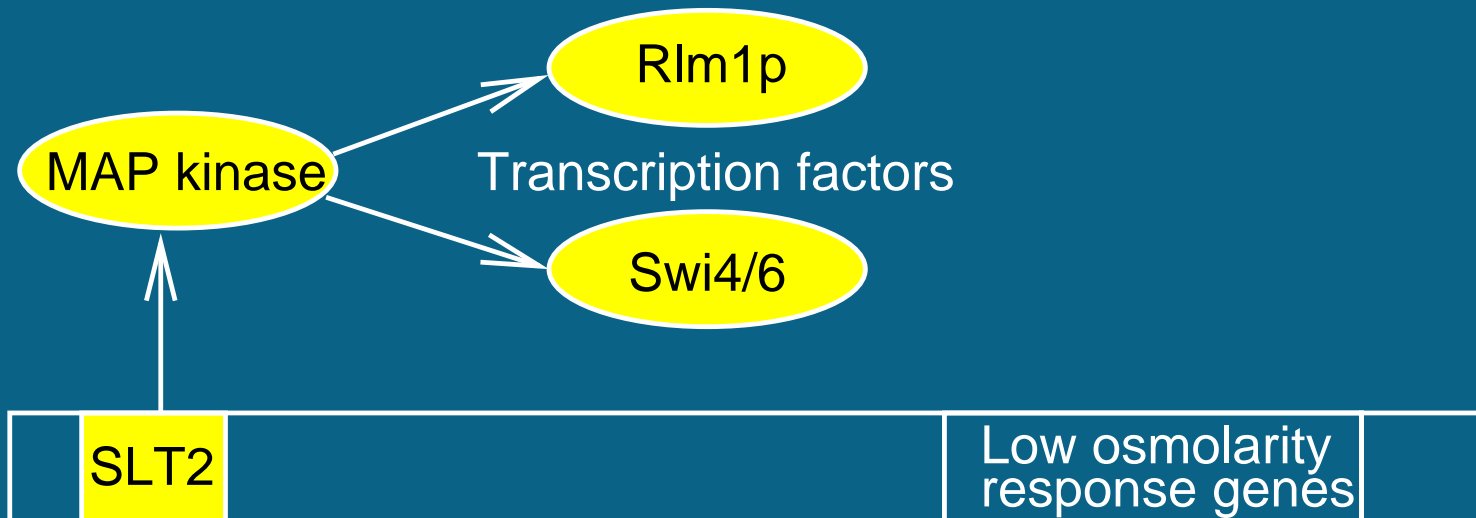 Rlm1p
MAP kinase
Transcription factors
Swi4/6
SLT2
Low osmolarity
response genes